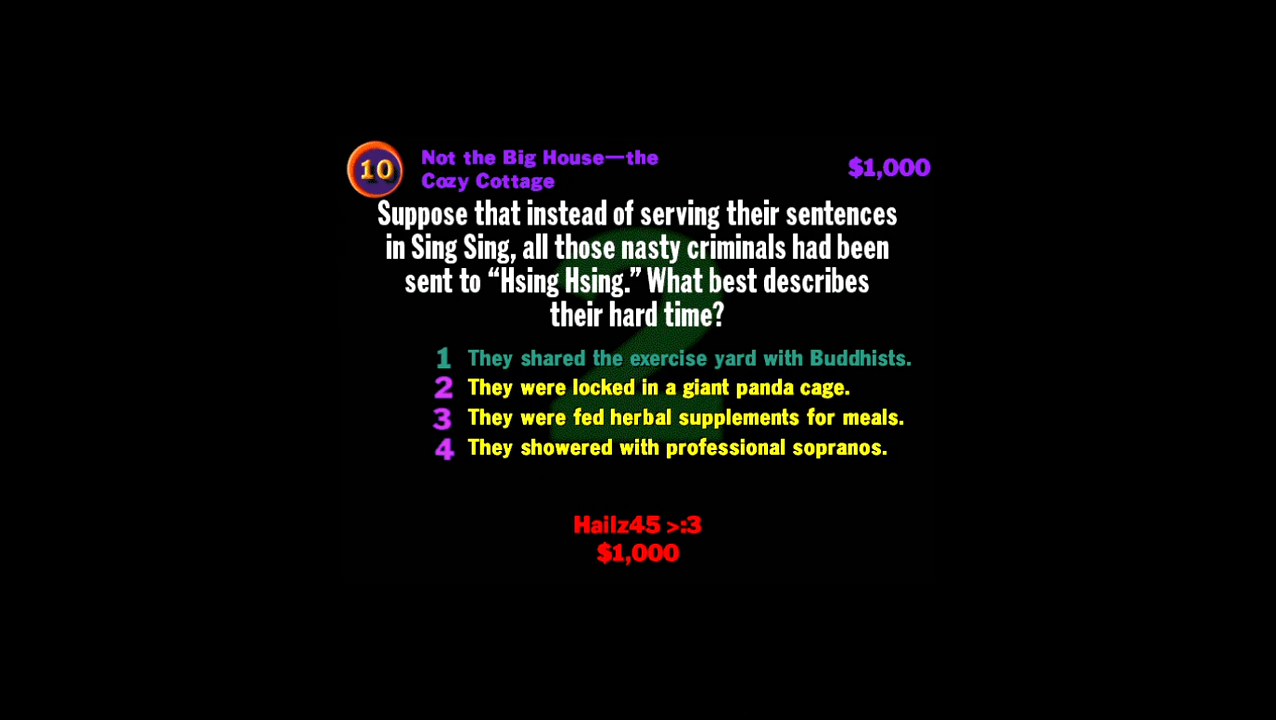 10
Not the Big House—the
Cozy Cottage
$1,000
Suppose that instead of serving their sentences
in Sing Sing, all those nasty criminals had been
sent to “Hsing Hsing.” What best describes
their hard time?
2
1 They shared the exercise yard with Buddhists.
2 They were locked in a giant panda cage.
3 They were fed herbal supplements for meals.
4 They showered with professional sopranos.
Hailz45 >:3
$1,000